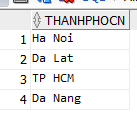 THANHPHOCN
1 Ha Noi
2 Da Lat
3 TP HCM
4 Da Nang